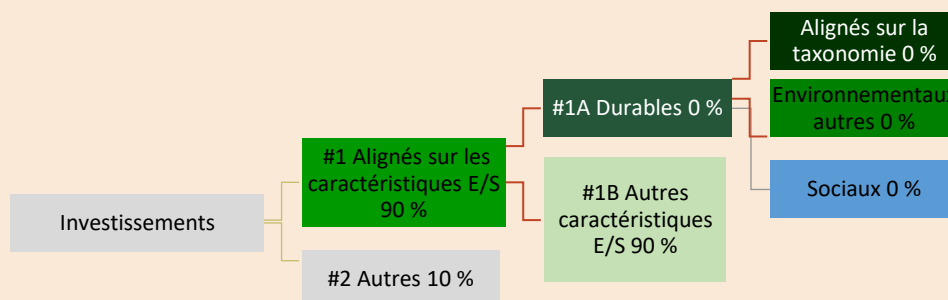 Investissements
#1 Alignés sur les
caractéristiques E/S
90 %
#2 Autres 10 %
#1A Durables 0 %
#1B Autres
caractéristiques
E/S 90 %
Alignés sur la
taxonomie 0 %
Environnementaux
autres 0 %
Sociaux 0 %